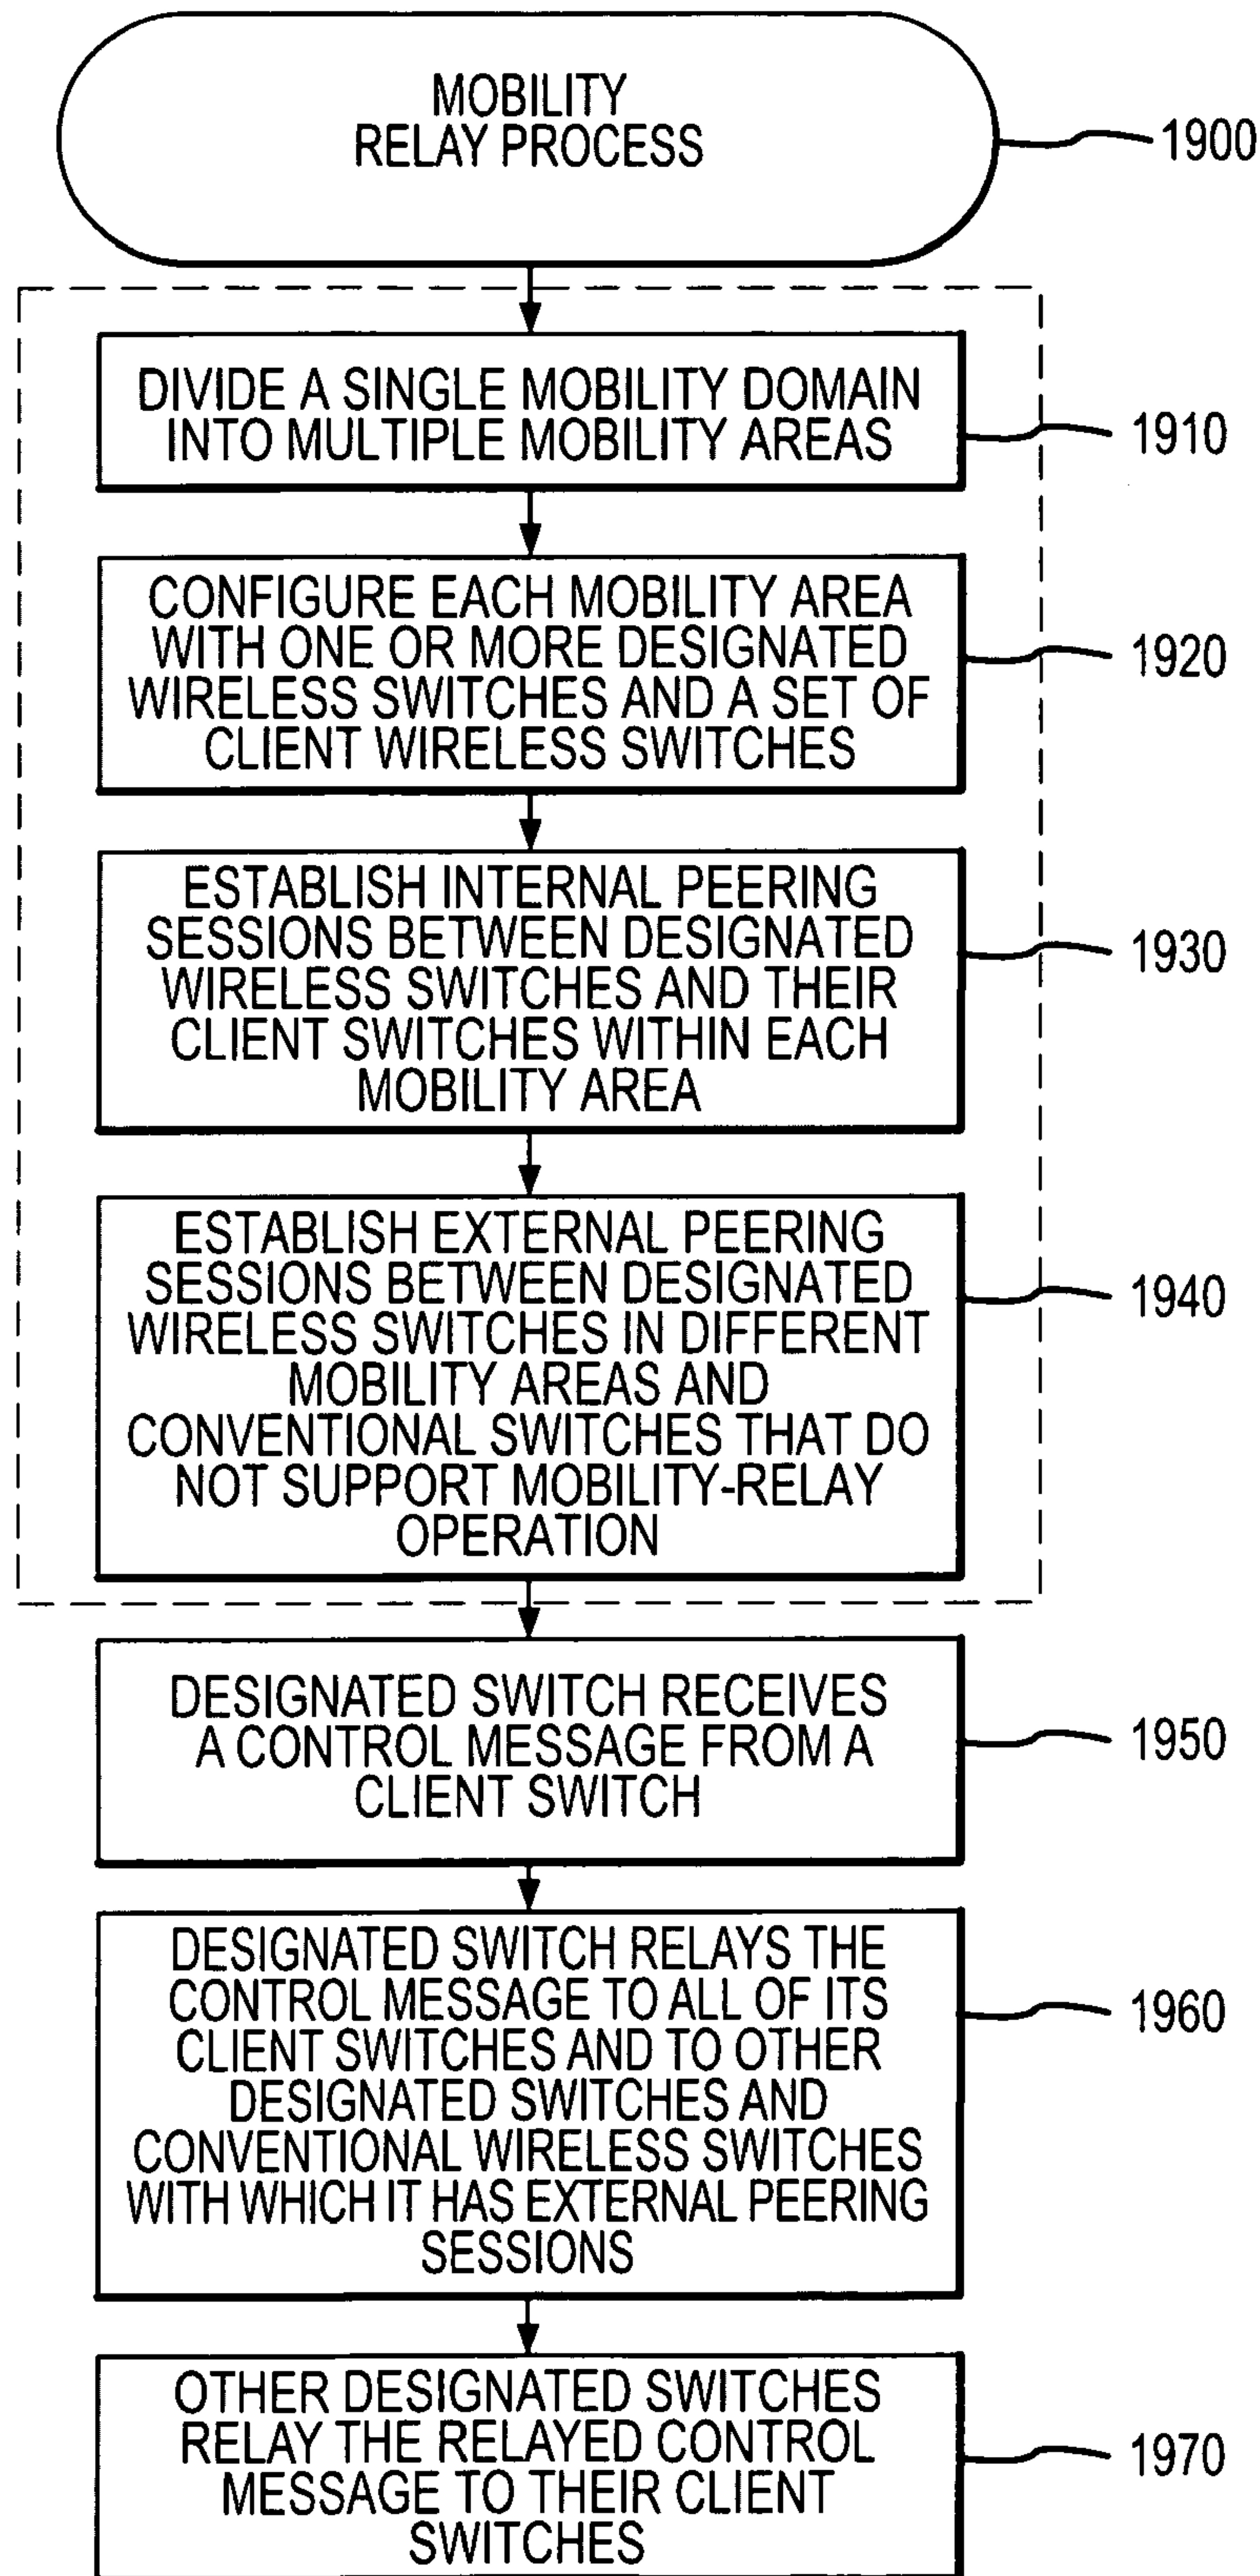 MOBILITY
RELAY PROCESS
1900
DIVIDE A SINGLE MOBILITY DOMAIN
INTO MULTIPLE MOBILITY AREAS
1910
CONFIGURE EACH MOBILITY AREA
WITH ONE OR MORE DESIGNATED
WIRELESS SWITCHES AND A SET OF
CLIENT WIRELESS SWITCHES
1920
ESTABLISH INTERNAL PEERING
SESSIONS BETWEEN DESIGNATED
WIRELESS SWITCHES AND THEIR
CLIENT SWITCHES WITHIN EACH
MOBILITY AREA
1930
ESTABLISH EXTERNAL PEERING
SESSIONS BETWEEN DESIGNATED
WIRELESS SWITCHES IN DIFFERENT
MOBILITY AREAS AND
CONVENTIONAL SWITCHES THAT DO
NOT SUPPORT MOBILITY-RELAY
OPERATION
1940
DESIGNATED SWITCH RECEIVES
A CONTROL MESSAGE FROM A
CLIENT SWITCH
1950
DESIGNATED SWITCH RELAYS THE
CONTROL MESSAGE TO ALL OF ITS
CLIENT SWITCHES AND TO OTHER
DESIGNATED SWITCHES AND
CONVENTIONAL WIRELESS SWITCHES
WITH WHICH IT HAS EXTERNAL PEERING
SESSIONS
1960
OTHER DESIGNATED SWITCHES
RELAY THE RELAYED CONTROL
MESSAGE TO THEIR CLIENT
SWITCHES
1970